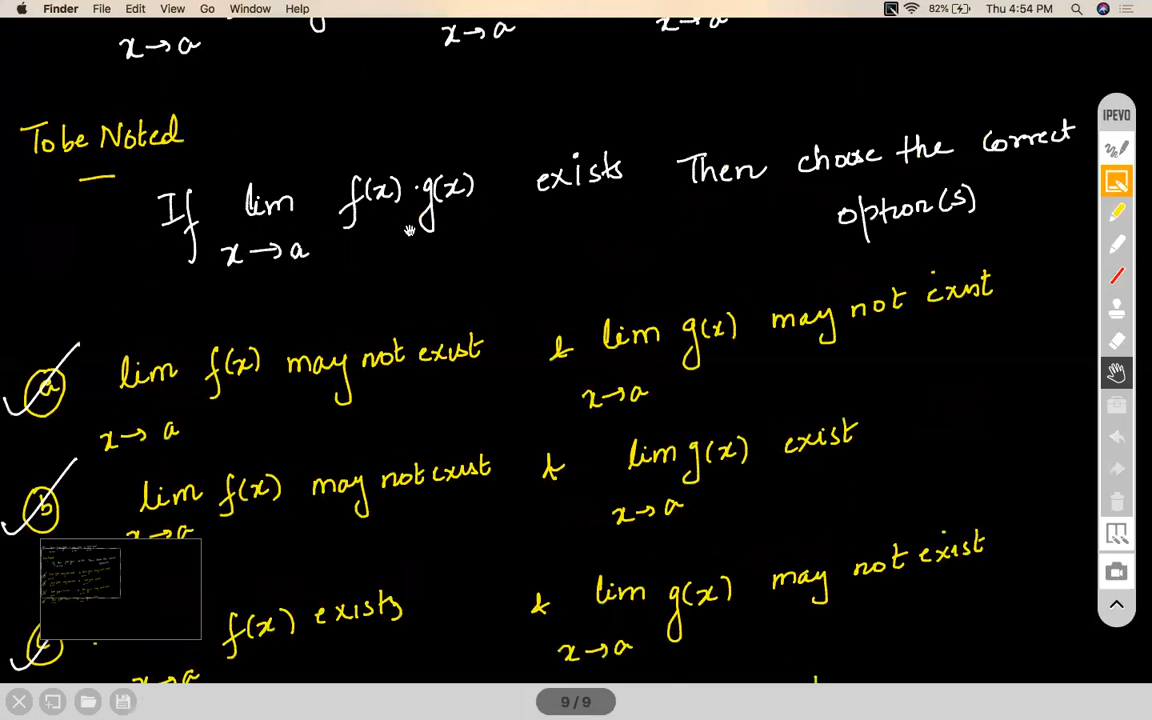 Finder File Edit View Go Window Help 82% Thu 4:54 PM
x→a x→a x→a
To be Noted
If lim f(x)·g(x) exists Then choose the correct
x→a option(s)
IPEVO
a lim f(x) may not exist & lim g(x) may not exist
x→a x→a
b lim f(x) may not exist & lim g(x) exist
x→a x→a
f(x) exists & lim g(x) may not exist
x→a x→a
9/9